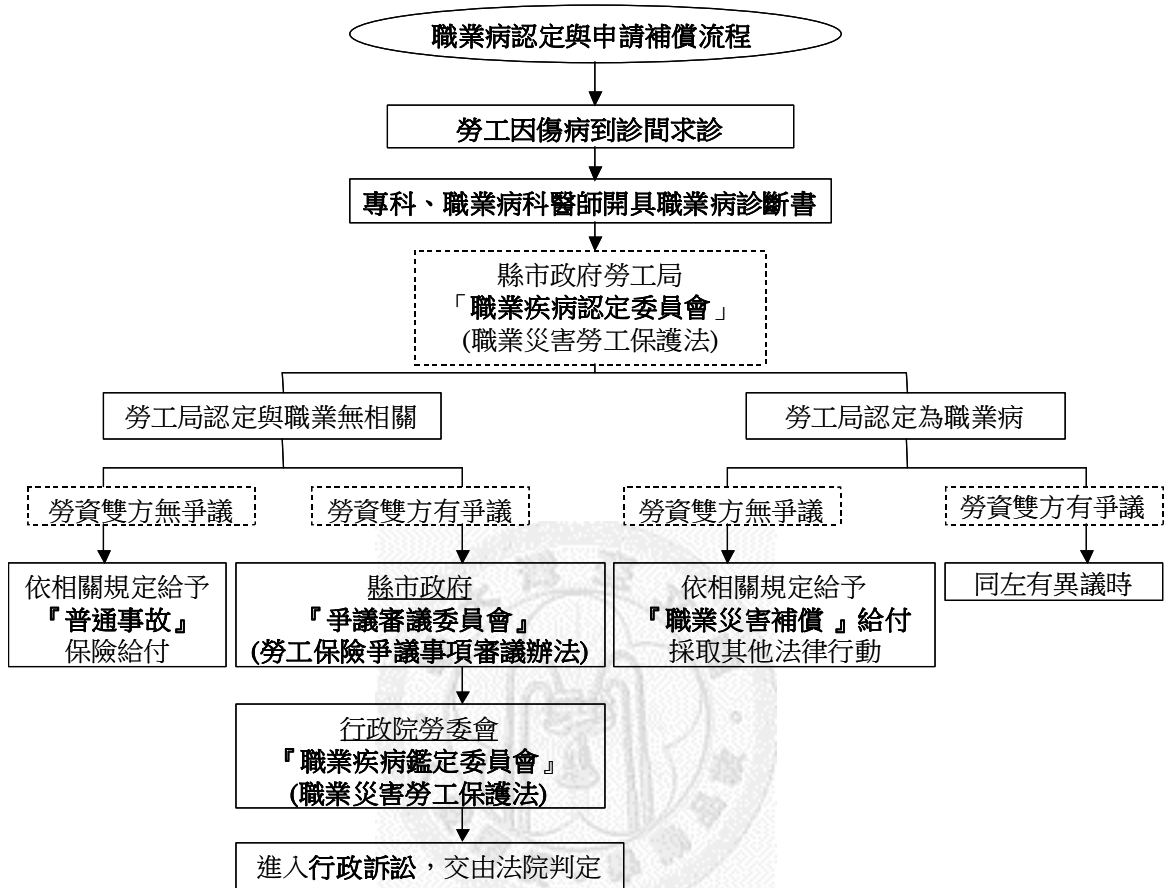 職業病認定與申請補償流程
勞工因傷病到診間求診
專科、職業病科醫師開具職業病診斷書
縣市政府勞工局
「職業疾病認定委員會」
(職業災害勞工保護法)
勞工局認定與職業無相關
勞工局認定為職業病
勞資雙方無爭議
勞資雙方有爭議
勞資雙方無爭議
勞資雙方有爭議
依相關規定給予
『普通事故』
保險給付
縣市政府
『爭議審議委員會』
(勞工保險爭議事項審議辦法)
依相關規定給予
『職業災害補償 』給付
採取其他法律行動
同左有異議時
行政院勞委會
『職業疾病鑑定委員會』
(職業災害勞工保護法)
進入行政訴訟，交由法院判定